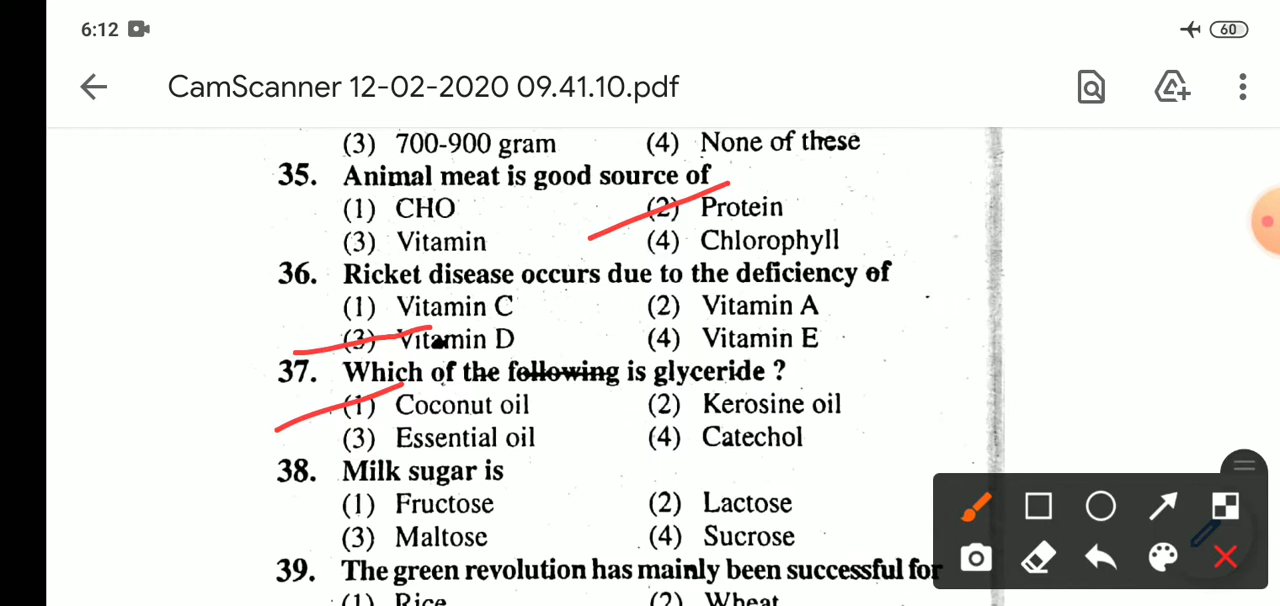 6:12 60
CamScanner 12-02-2020 09.41.10.pdf
(3) 700-900 gram (4) None of these
35. Animal meat is good source of
(1) CHO (2) Protein
(3) Vitamin (4) Chlorophyll
36. Ricket disease occurs due to the deficiency of
(1) Vitamin C (2) Vitamin A
(3) Vitamin D (4) Vitamin E
37. Which of the following is glyceride ?
(1) Coconut oil (2) Kerosine oil
(3) Essential oil (4) Catechol
38. Milk sugar is
(1) Fructose (2) Lactose
(3) Maltose (4) Sucrose
39. The green revolution has mainly been successful for
(1) Rice (2) Wheat